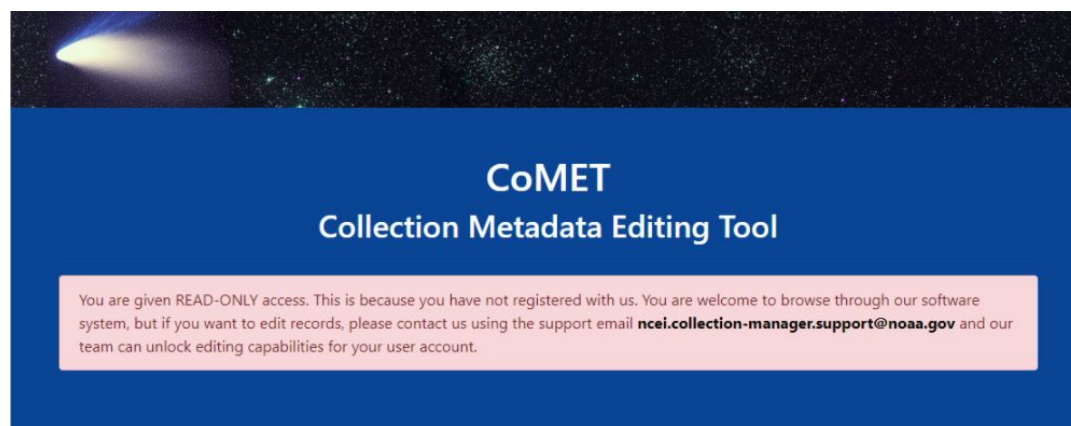 CoMET
Collection Metadata Editing Tool
You are given READ-ONLY access. This is because you have not registered with us. You are welcome to browse through our software
system, but if you want to edit records, please contact us using the support email ncei.collection-manager.support@noaa.gov and our
team can unlock editing capabilities for your user account.